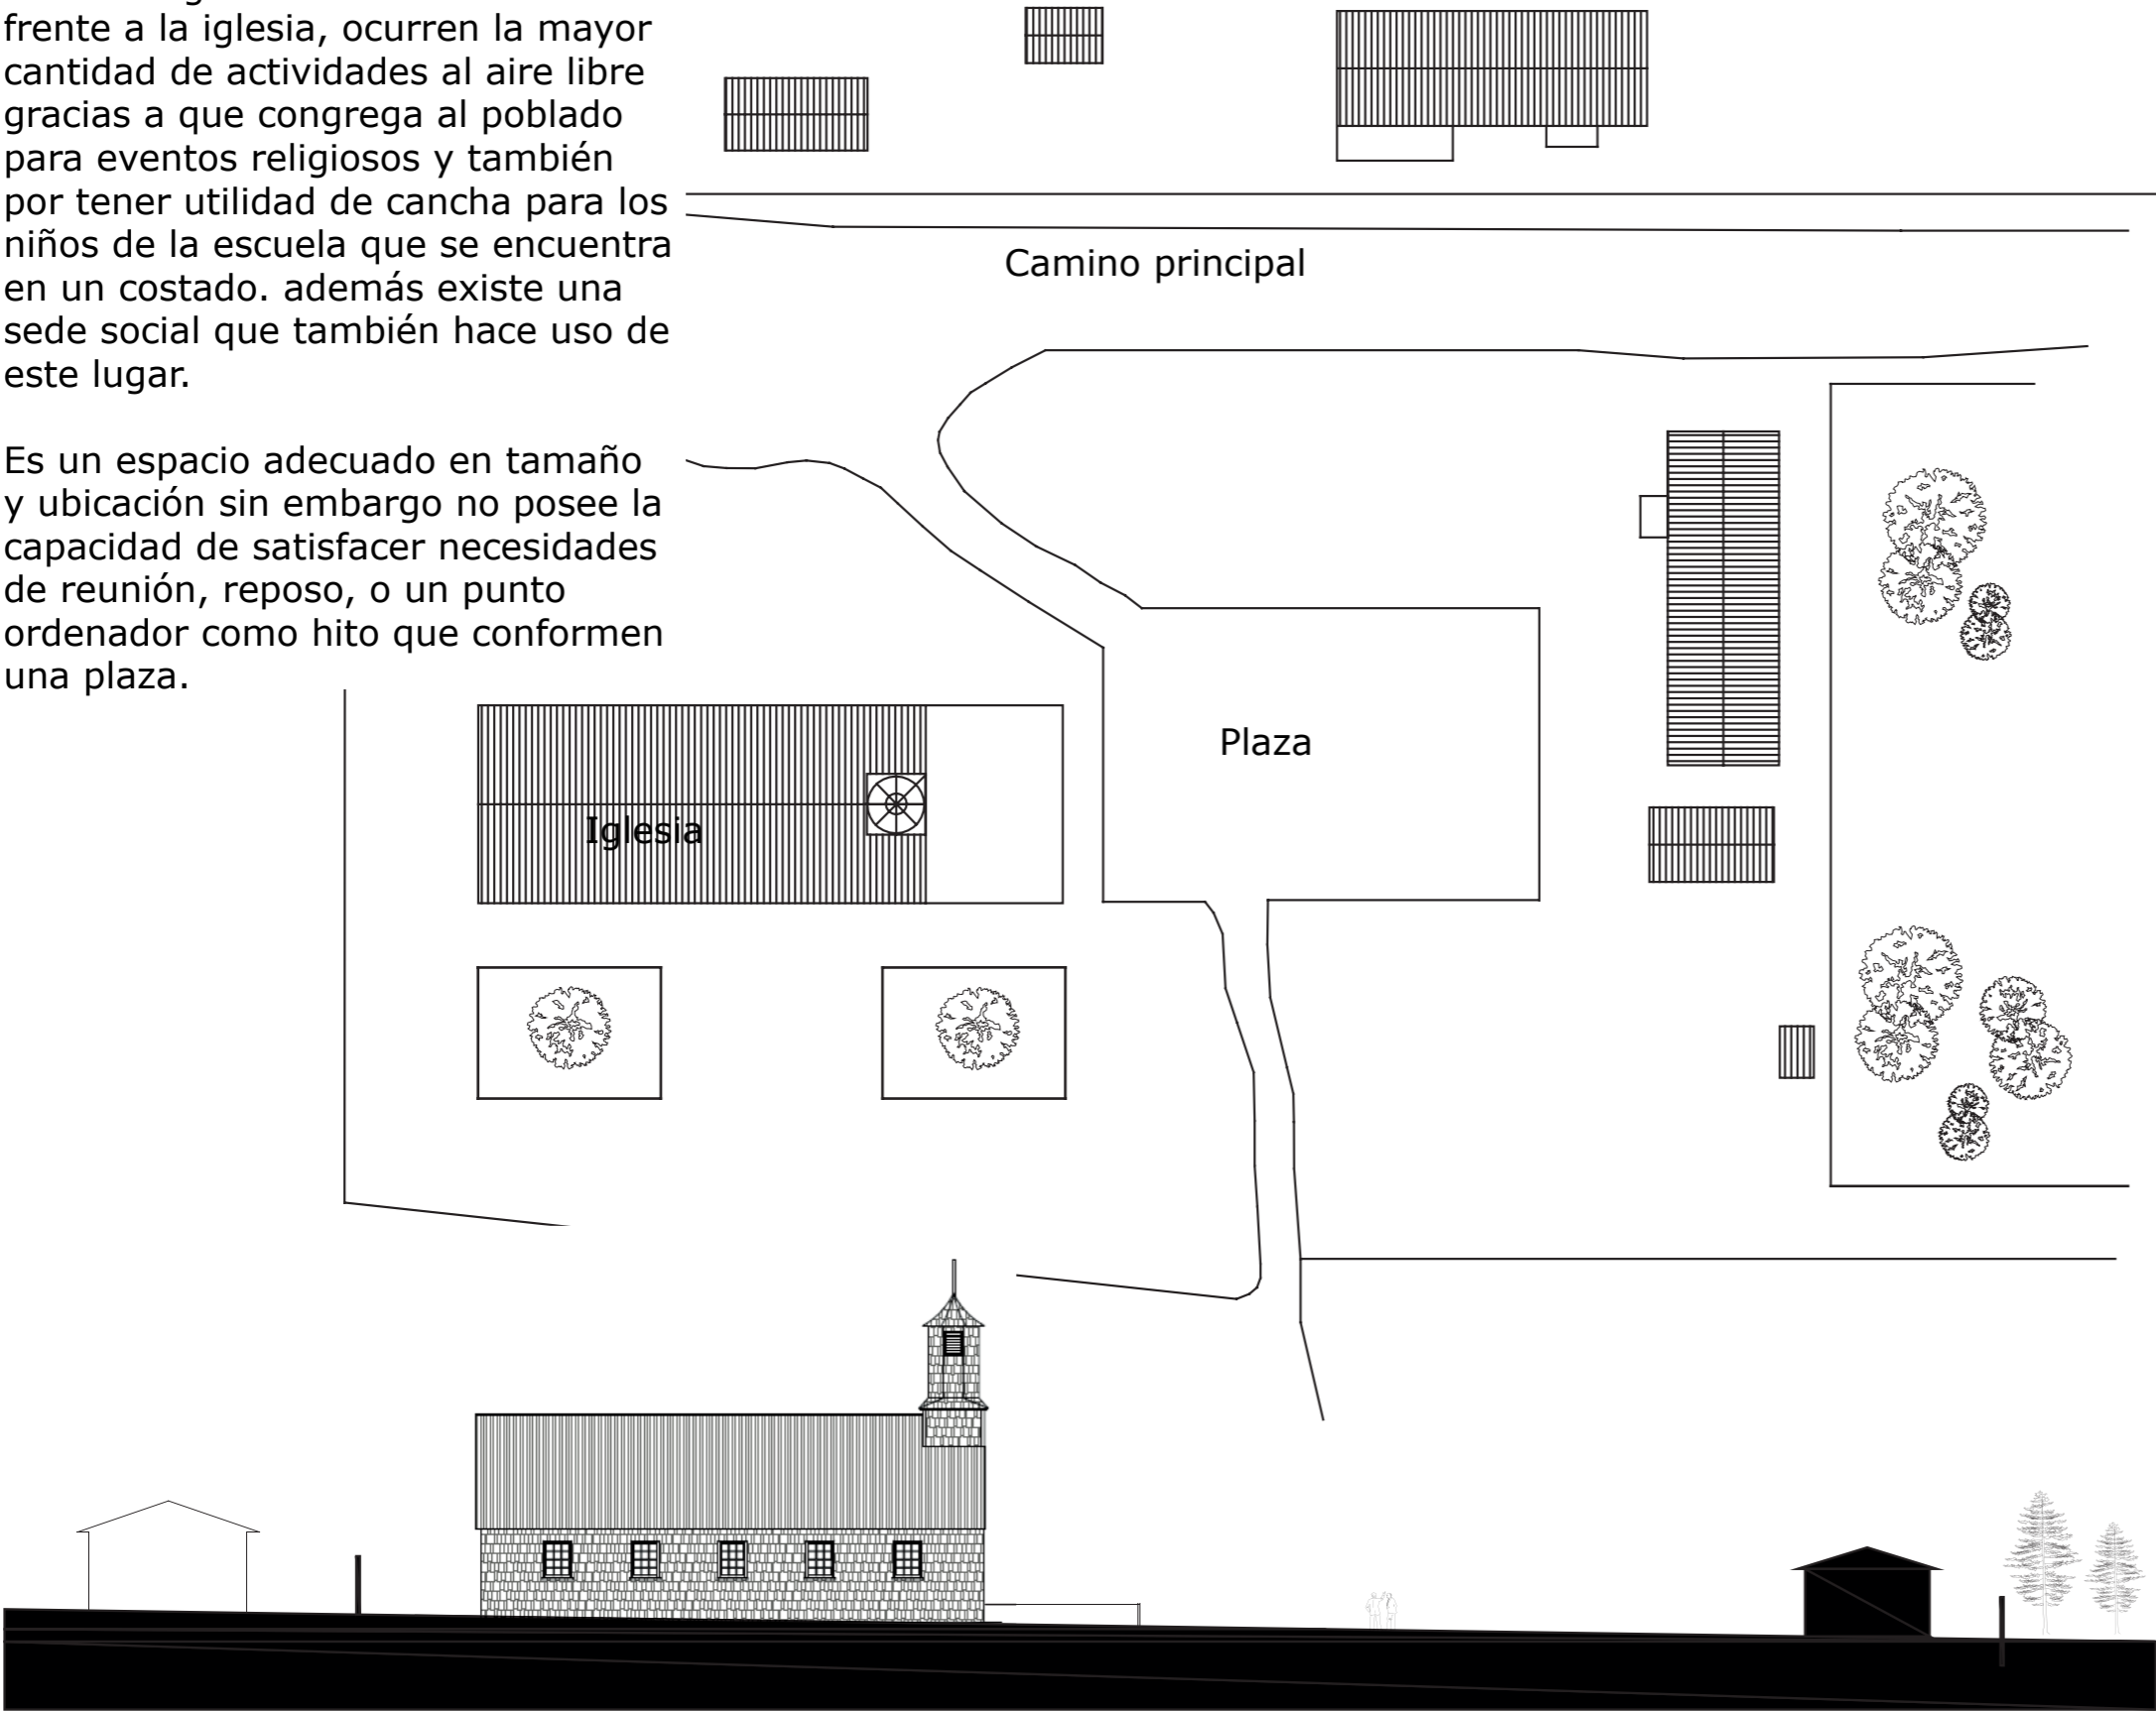 frente a la iglesia, ocurren la mayor
cantidad de actividades al aire libre
gracias a que congrega al poblado
para eventos religiosos y también
por tener utilidad de cancha para los
niños de la escuela que se encuentra
en un costado. además existe una
sede social que también hace uso de
este lugar.
Es un espacio adecuado en tamaño
y ubicación sin embargo no posee la
capacidad de satisfacer necesidades
de reunión, reposo, o un punto
ordenador como hito que conformen
una plaza.
Camino principal
Plaza
Iglesia